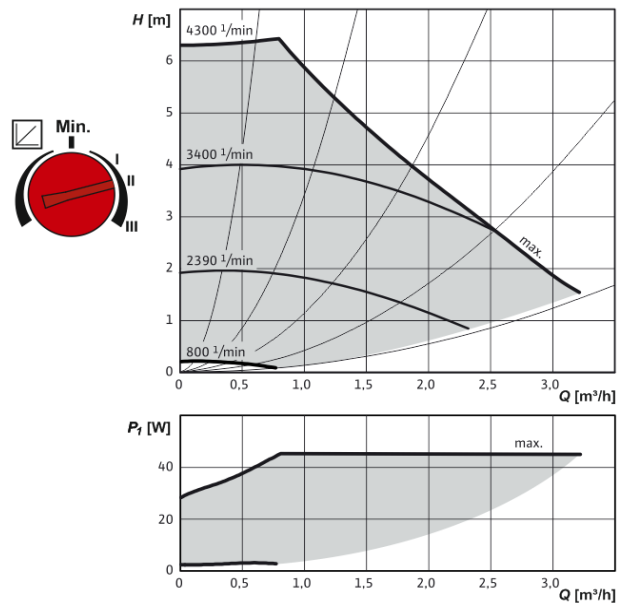 H [m]
4300 1/min
6
5
3400 1/min
4
3
max.
2390 1/min
2
1
800 1/min
0
0
0,5
1,0
1,5
2,0
2,5
3,0
Q [m³/h]
Min.
I
II
III
P1 [W]
max.
40
20
0
0
0,5
1,0
1,5
2,0
2,5
3,0
Q [m³/h]